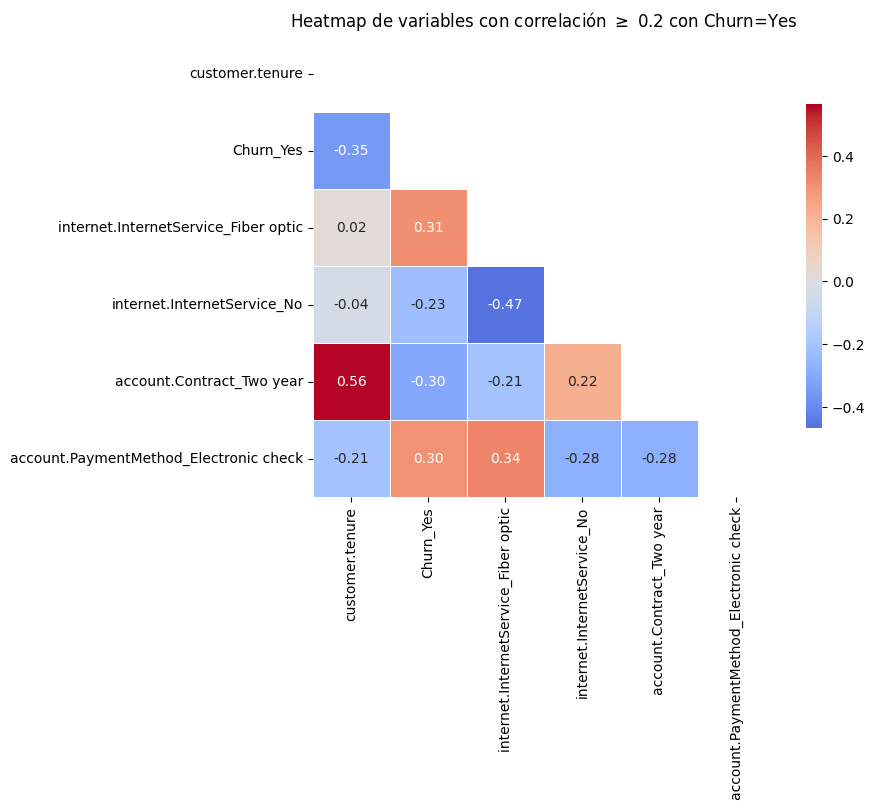 Heatmap de variables con correlación ≥ 0.2 con Churn=Yes
customer.tenure
Churn_Yes -0.35
internet.InternetService_Fiber optic 0.02 0.31
internet.InternetService_No -0.04 -0.23 -0.47
account.Contract_Two year 0.56 -0.30 -0.21 0.22
account.PaymentMethod_Electronic check -0.21 0.30 0.34 -0.28 -0.28
customer.tenure
Churn_Yes
internet.InternetService_Fiber optic
internet.InternetService_No
account.Contract_Two year
account.PaymentMethod_Electronic check
0.4
0.2
0.0
−0.2
−0.4